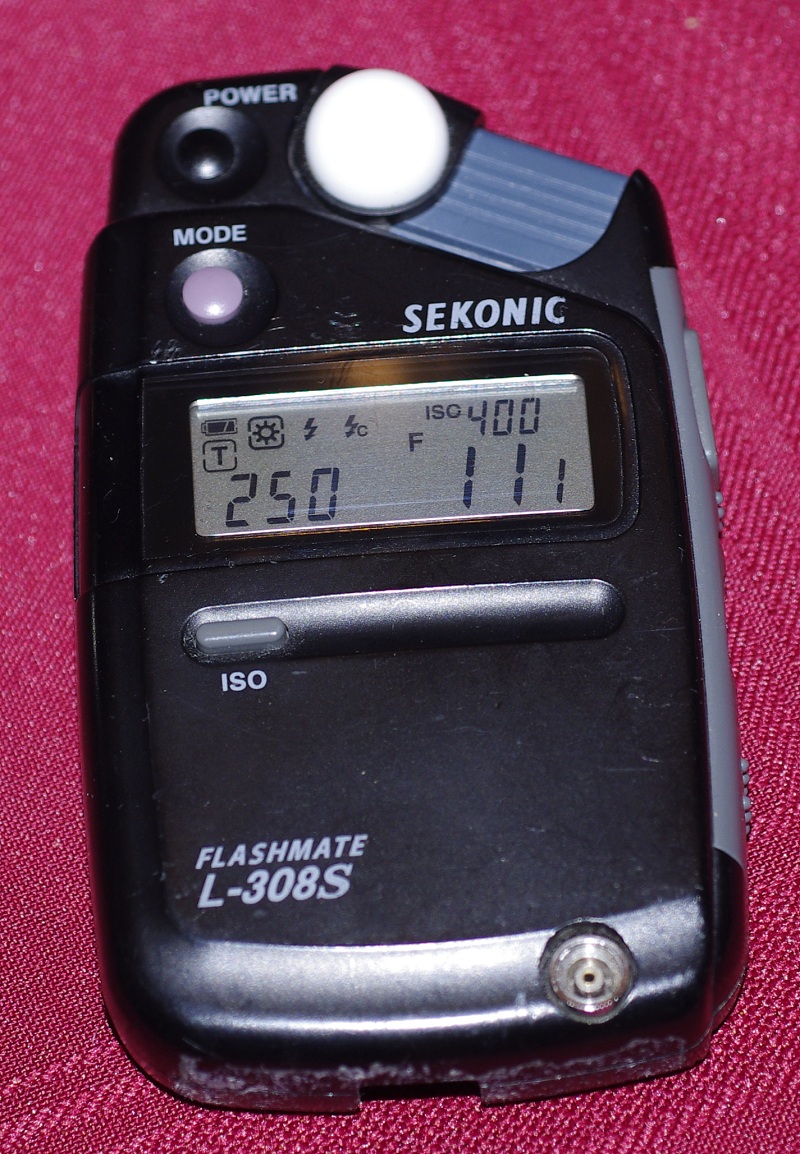 POWER
MODE
SEKONIC
ISO 400
C
T F
250 11 1
ISO
FLASHMATE
L-308S